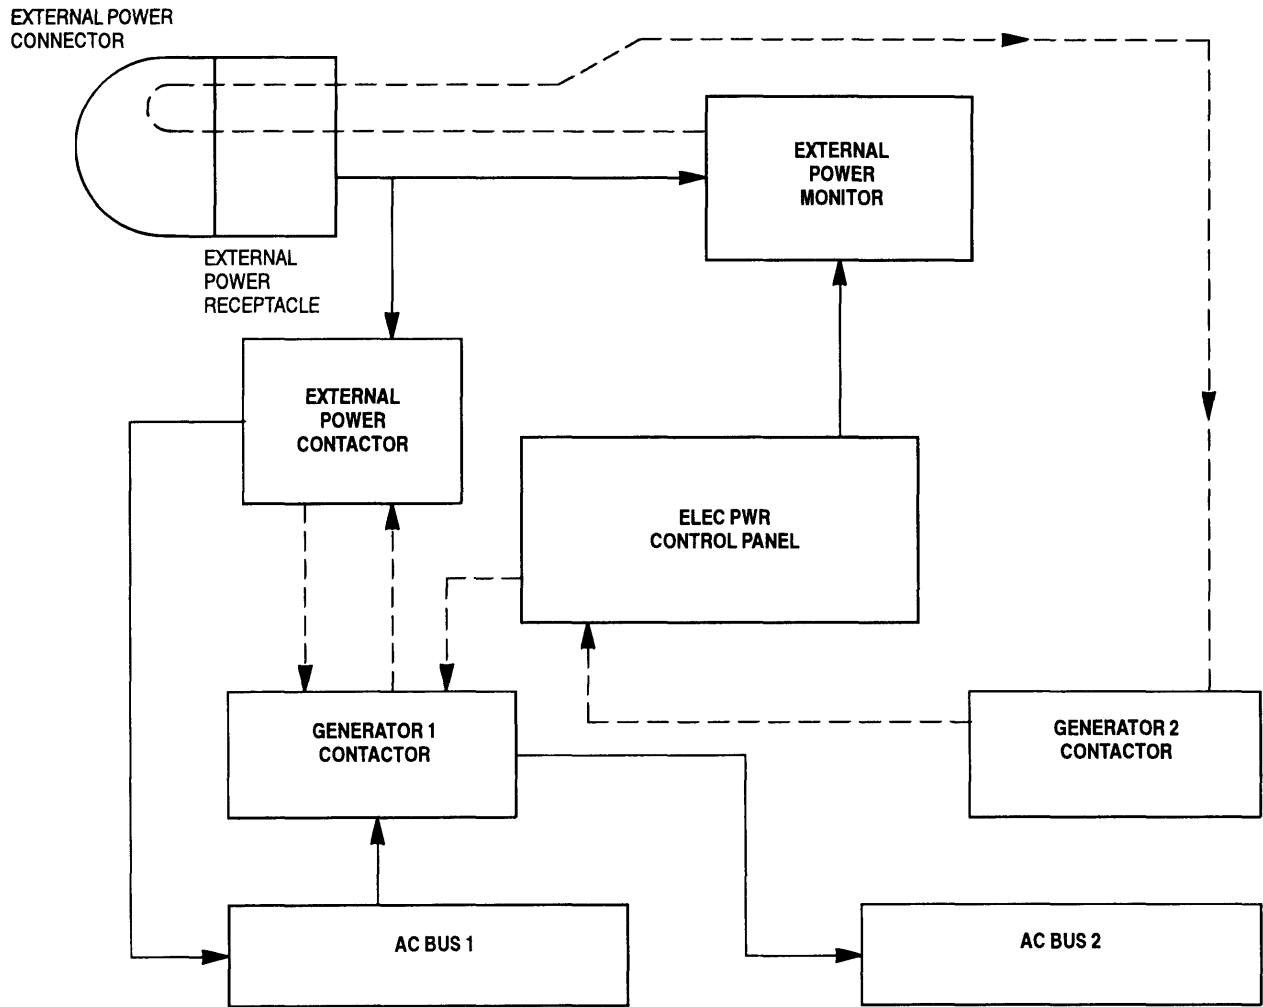 EXTERNAL POWER
CONNECTOR
EXTERNAL
POWER
MONITOR
EXTERNAL
POWER
RECEPTACLE
EXTERNAL
POWER
CONTACTOR
ELEC PWR
CONTROL PANEL
GENERATOR 1
CONTACTOR
GENERATOR 2
CONTACTOR
AC BUS 1
AC BUS 2